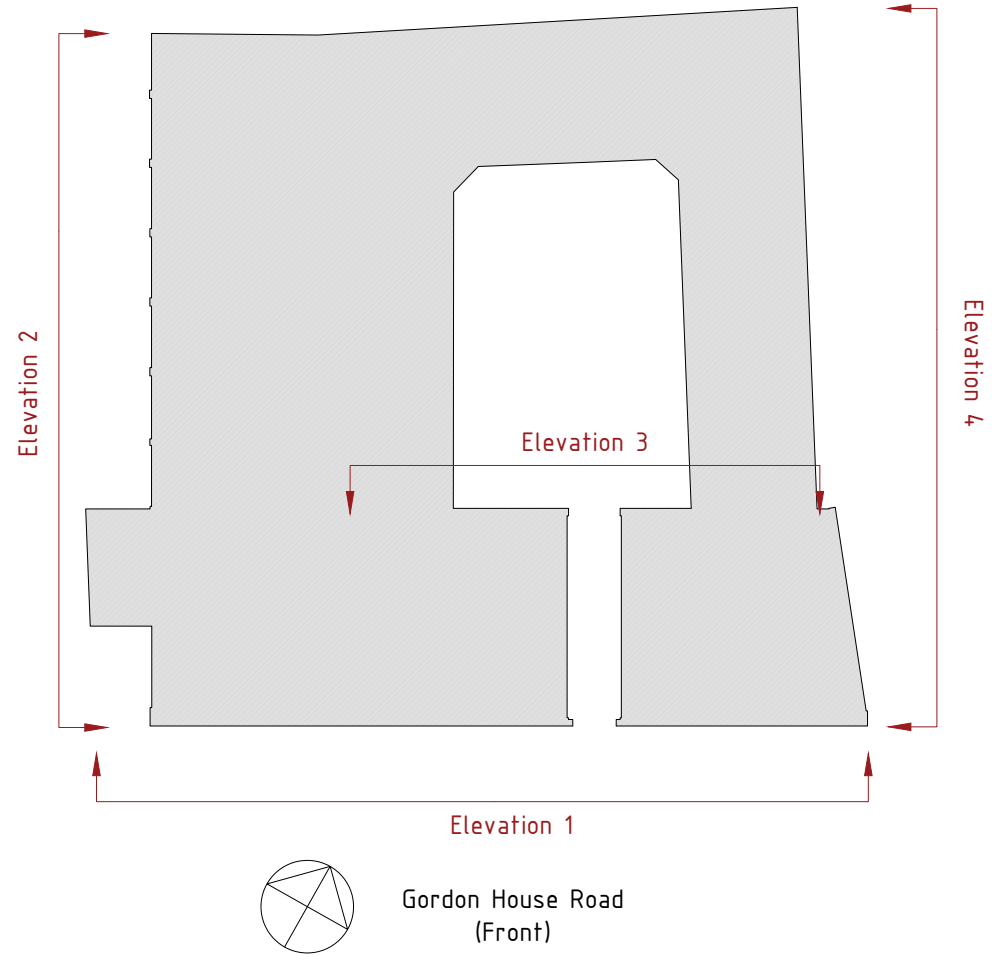 Elevation 2
Elevation 4
Elevation 3
Elevation 1
Gordon House Road
(Front)